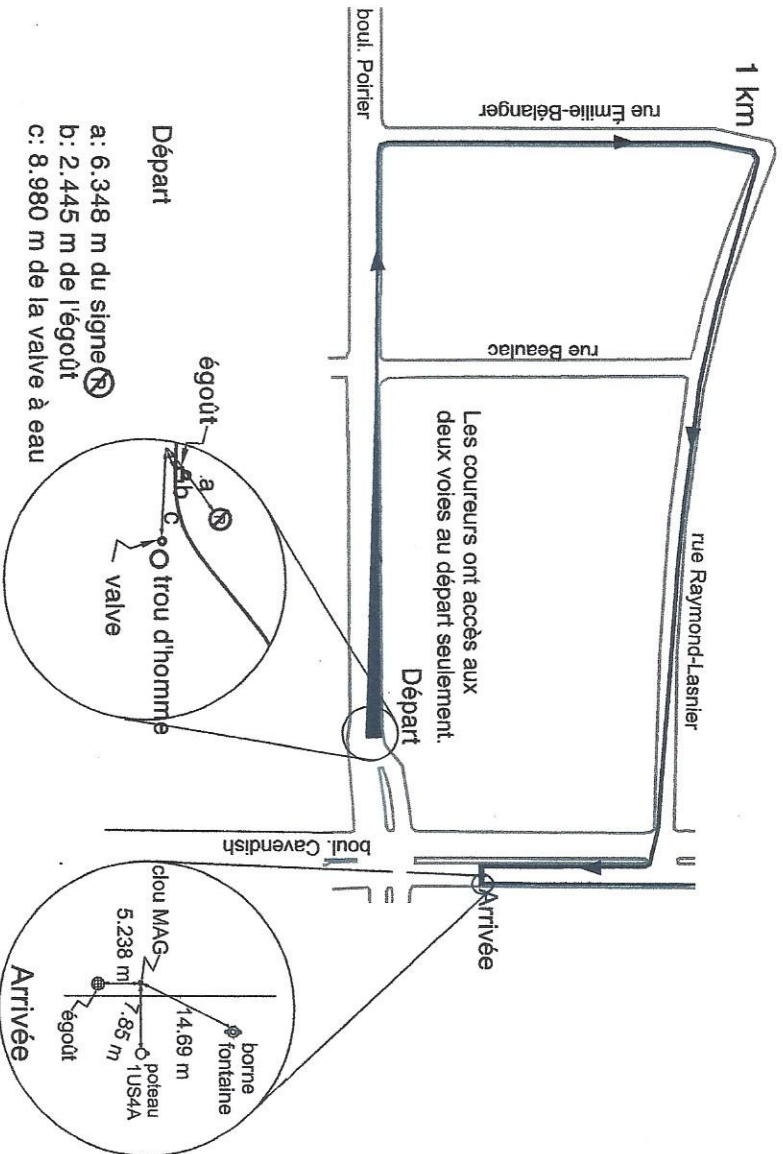 1 km
boul. Poirier
rue Émilie-Bélanger
rue Beaulac
rue Raymond-Lasnier
Les coureurs ont accès aux
deux voies au départ seulement.
Départ
boul. Cavendish
Arrivée
Départ
a: 6.348 m du signe P
b: 2.445 m de l'égoût
c: 8.980 m de la valve à eau
égoût
a
b
c
P
trou d'homme
valve
clou MAG
5.238 m
égoût
7.85 m
14.69 m
borne
fontaine
poteau
1US4A
Arrivée